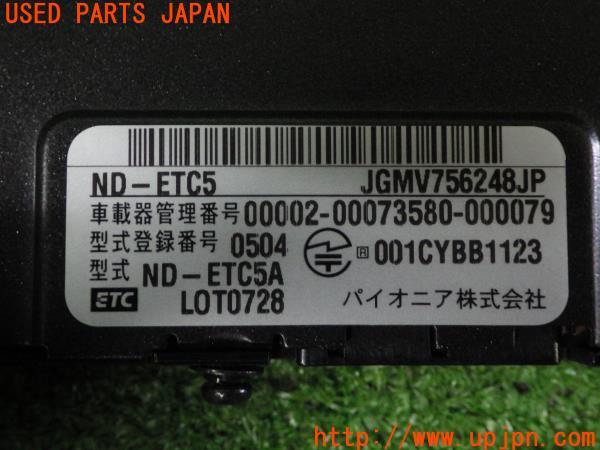 USED PARTS JAPAN
ND-ETC5 JGMV756248JP
車載器管理番号 00002-00073580-000079
型式登録番号 0504 R 001CYBB1123
型式 ND-ETC5A
ETC LOT0728 パイオニア株式会社
http://www.upjpn.com